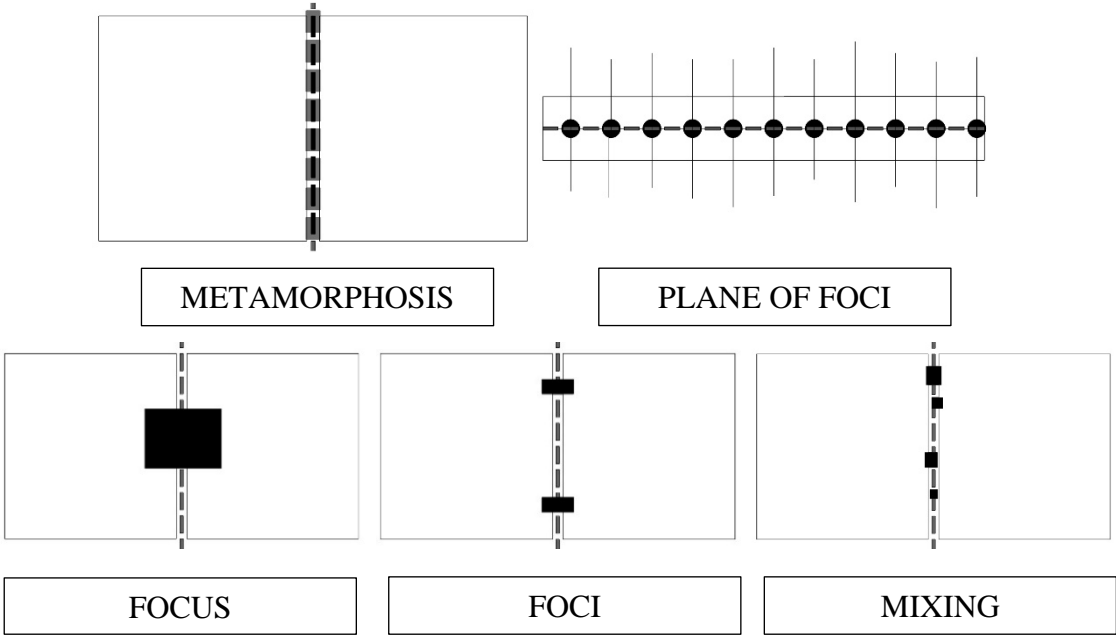 METAMORPHOSIS
PLANE OF FOCI
FOCUS
FOCI
MIXING